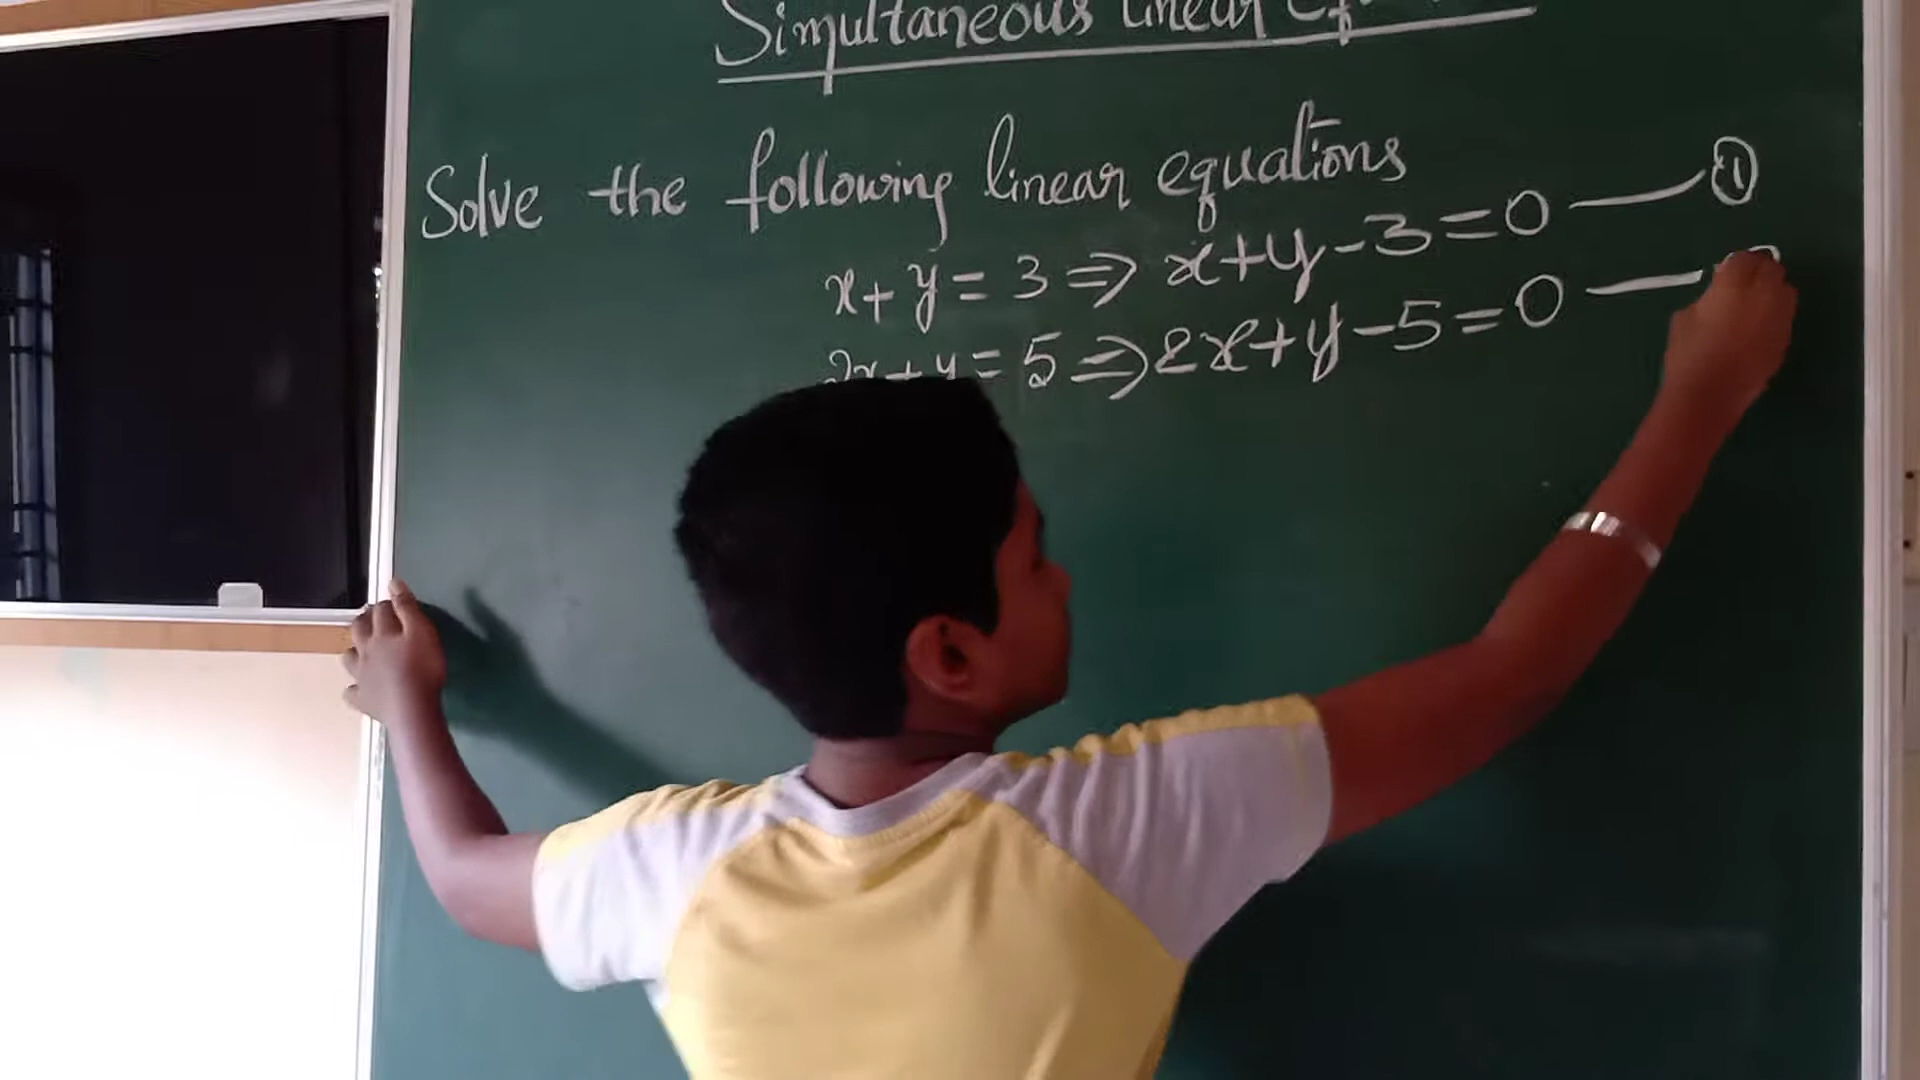 Simultaneous Linear
Solve the following linear equations
x+y=3⇒x+y-3=0 — ①
2x+y=5⇒2x+y-5=0 —